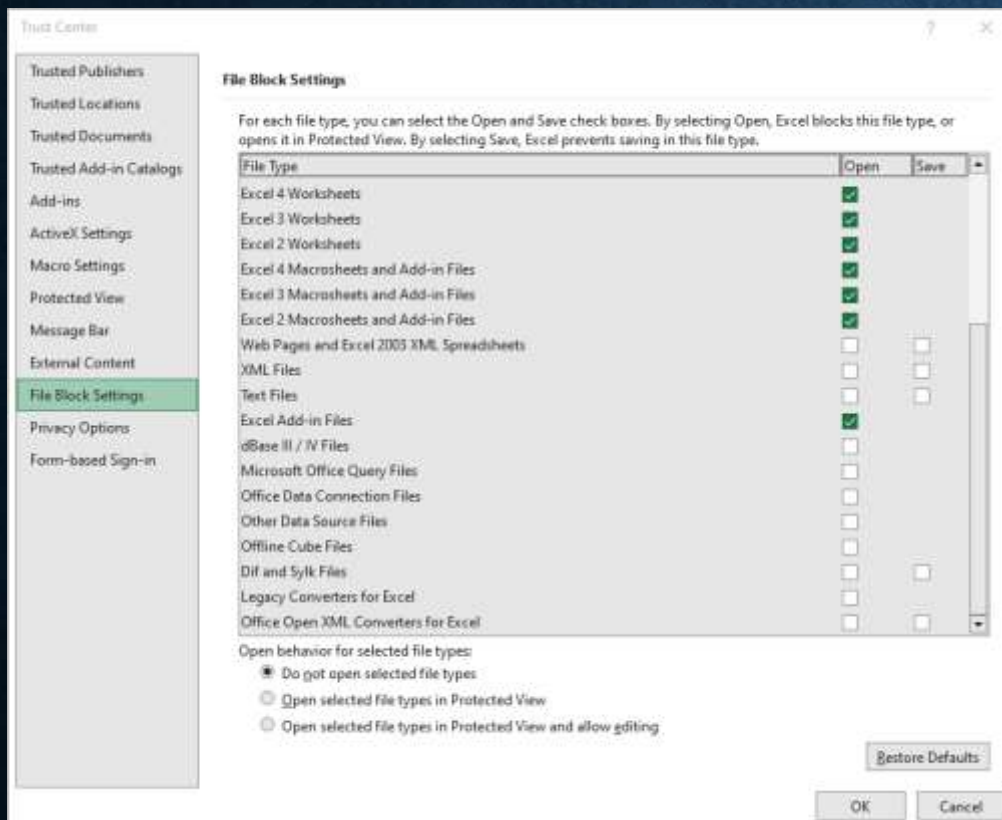 Trust Center
?
Trusted Publishers
Trusted Locations
Trusted Documents
Trusted Add-in Catalogs
Add-ins
ActiveX Settings
Macro Settings
Protected View
Message Bar
External Content
File Block Settings
Privacy Options
Form-based Sign-in
File Block Settings
For each file type, you can select the Open and Save check boxes. By selecting Open, Excel blocks this file type, or
opens it in Protected View. By selecting Save, Excel prevents saving in this file type.
File Type Open Save
Excel 4 Worksheets
Excel 3 Worksheets
Excel 2 Worksheets
Excel 4 Macrosheets and Add-in Files
Excel 3 Macrosheets and Add-in Files
Excel 2 Macrosheets and Add-in Files
Web Pages and Excel 2003 XML Spreadsheets
XML Files
Text Files
Excel Add-in Files
dBase III / IV Files
Microsoft Office Query Files
Office Data Connection Files
Other Data Source Files
Offline Cube Files
Dif and Sylk Files
Legacy Converters for Excel
Office Open XML Converters for Excel
Open behavior for selected file types:
Do not open selected file types
Open selected file types in Protected View
Open selected file types in Protected View and allow editing
Restore Defaults
OK Cancel